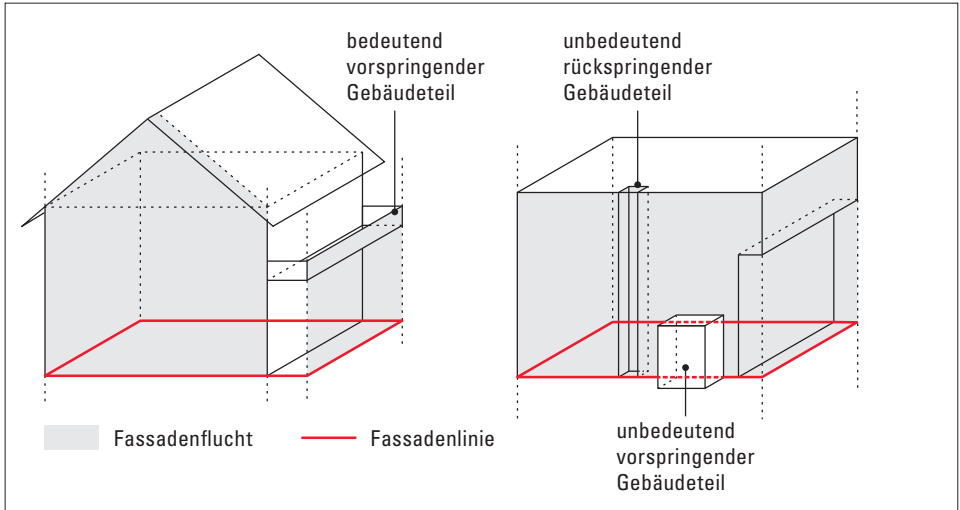 bedeutend
vorspringender
Gebäudeteil
unbedeutend
rückspringender
Gebäudeteil
Fassadenflucht
Fassadenlinie
unbedeutend
vorspringender
Gebäudeteil